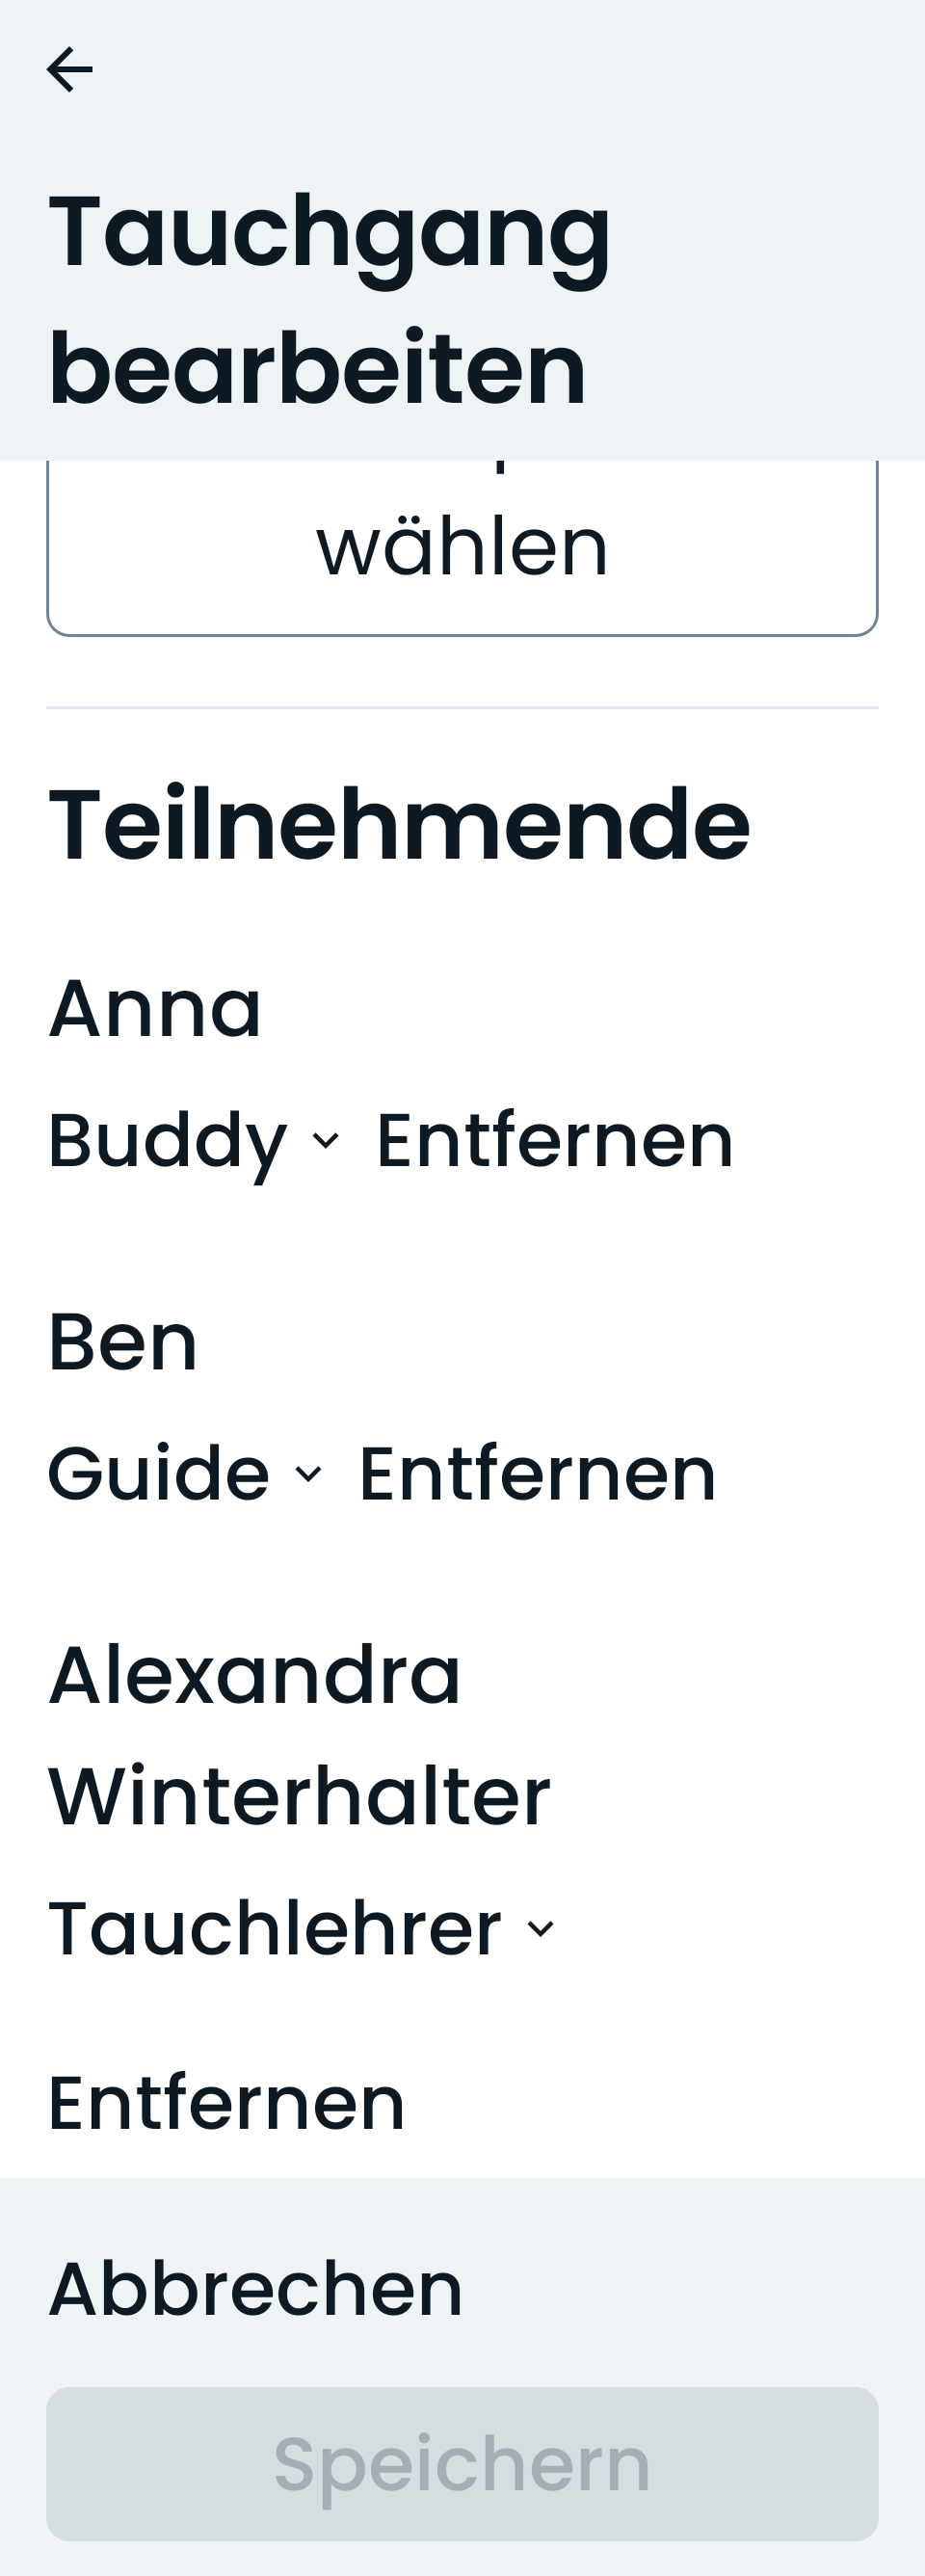 Tauchgang
bearbeiten
wählen
Teilnehmende
Anna
Buddy Entfernen
Ben
Guide Entfernen
Alexandra
Winterhalter
Tauchlehrer
Entfernen
Abbrechen
Speichern